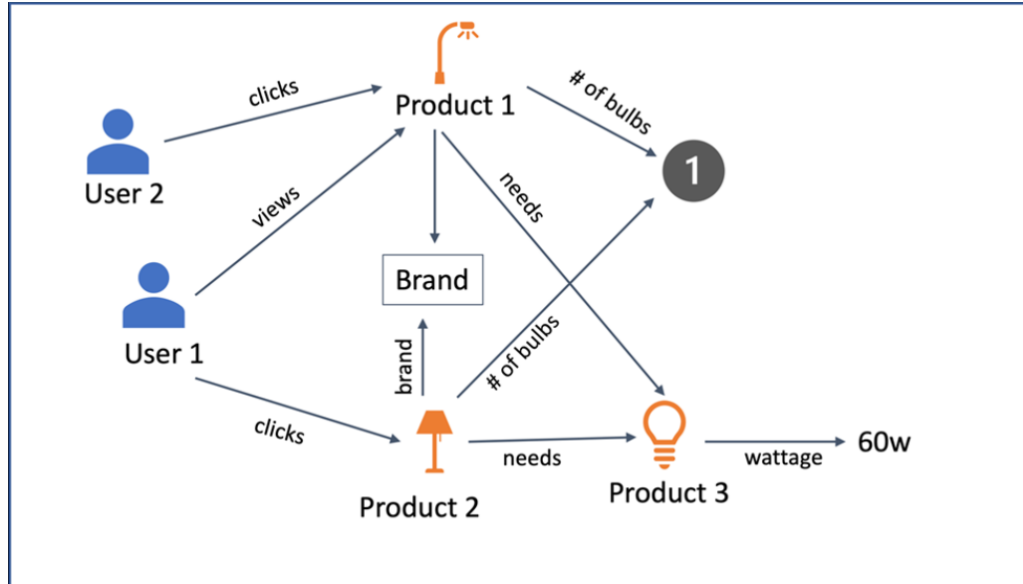 clicks
Product 1
# of bulbs
1
User 2
views
needs
Brand
User 1
brand
# of bulbs
clicks
needs
Product 2
Product 3
wattage
60w